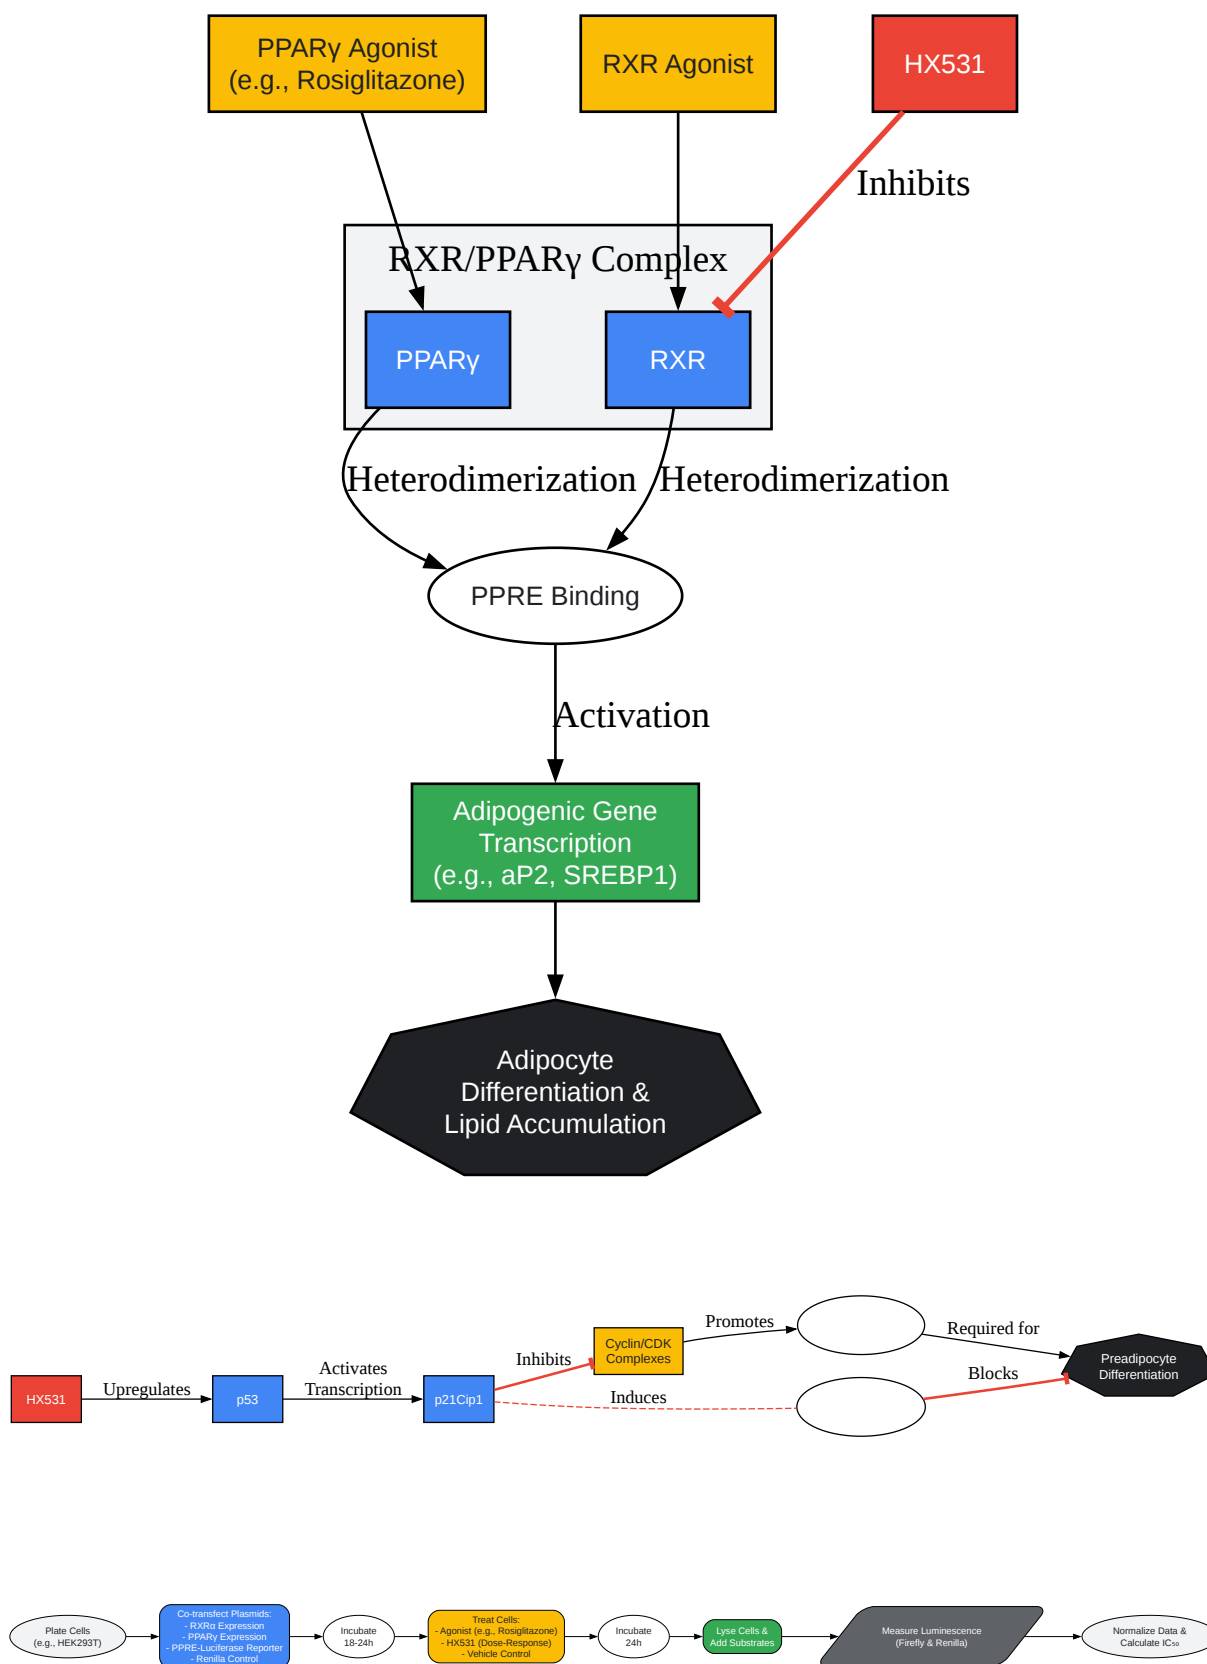 PPARγ Agonist
(e.g., Rosiglitazone)
RXR Agonist
HX531
Inhibits
RXR/PPARγ Complex
PPARγ
RXR
Heterodimerization
Heterodimerization
PPRE Binding
Activation
Adipogenic Gene
Transcription
(e.g., aP2, SREBP1)
Adipocyte
Differentiation &
Lipid Accumulation
HX531
Upregulates
p53
Activates
Transcription
p21Cip1
Inhibits
Cyclin/CDK
Complexes
Promotes
Required for
Induces
Blocks
Preadipocyte
Differentiation
Plate Cells
(e.g., HEK293T)
Co-transfect Plasmids:
- RXRα Expression
- PPARγ Expression
- PPRE-Luciferase Reporter
- Renilla Control
Incubate
18-24h
Treat Cells:
- Agonist (e.g., Rosiglitazone)
- HX531 (Dose-Response)
- Vehicle Control
Incubate
24h
Lyse Cells &
Add Substrates
Measure Luminescence
(Firefly & Renilla)
Normalize Data &
Calculate IC₅₀